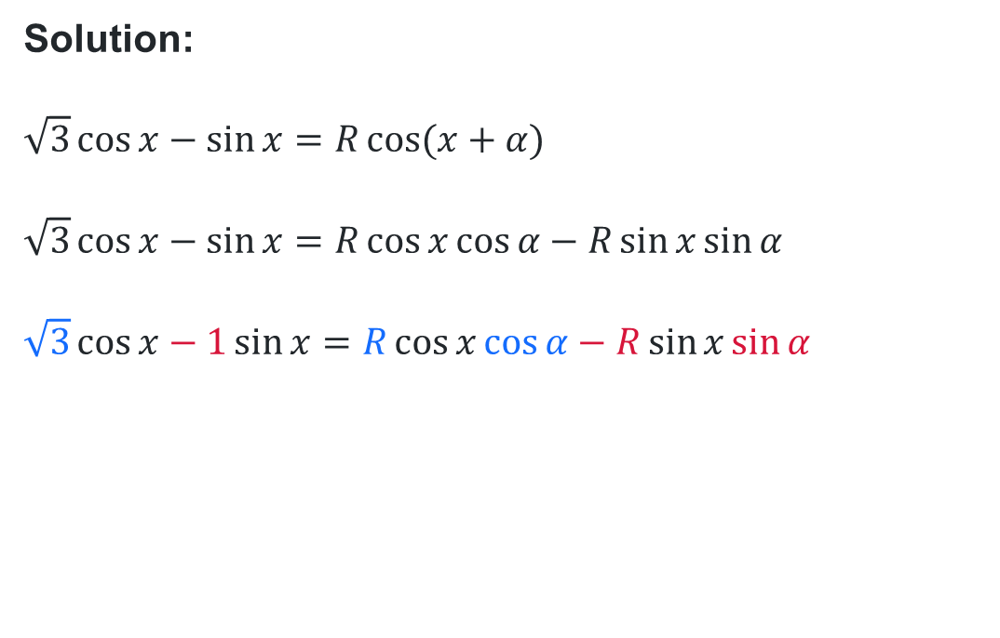 Solution:
√3 cos x − sin x = R cos(x + α)
√3 cos x − sin x = R cos x cos α − R sin x sin α
√3 cos x − 1 sin x = R cos x cos α − R sin x sin α